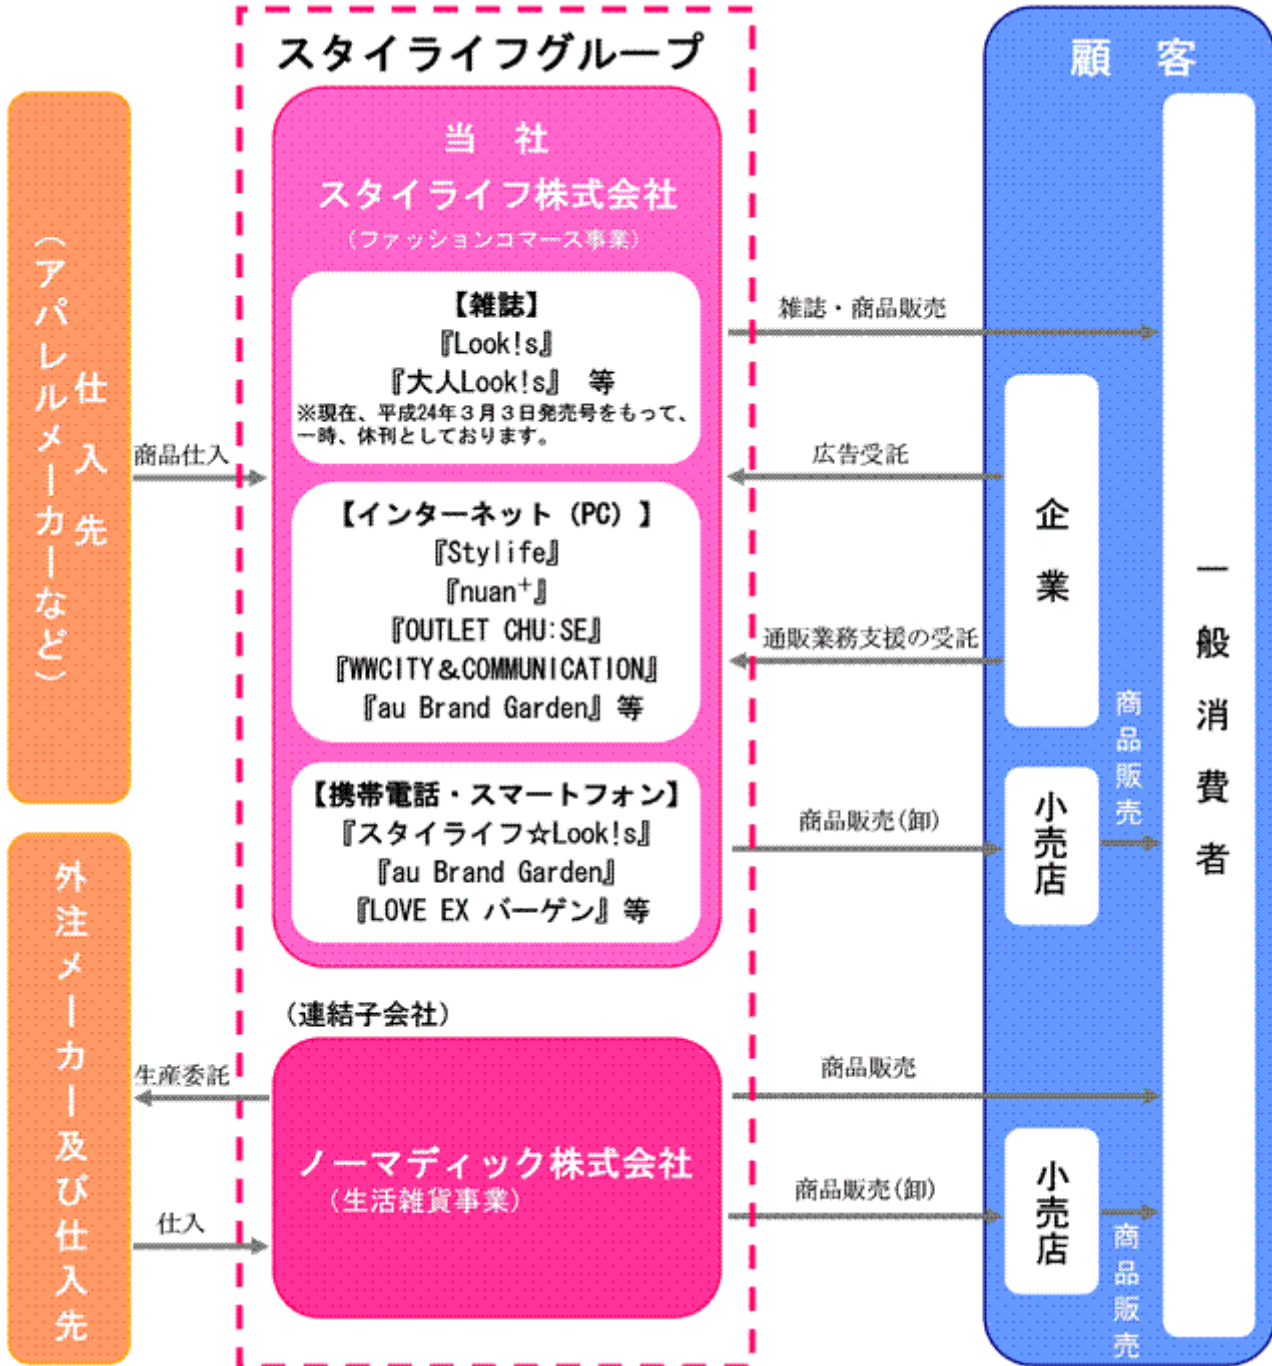 スタイライフグループ
当 社
スタイライフ株式会社
(ファッションコマース事業)
【雑誌】
『Look!s』
『大人Look!s』 等
※現在、平成24年3月3日発売号をもって、
一時、休刊としております。
【インターネット (PC) 】
『Stylife』
『nuan⁺』
『OUTLET CHU:SE』
『WWCITY&COMMUNICATION』
『au Brand Garden』 等
【携帯電話・スマートフォン】
『スタイライフ☆Look!s』
『au Brand Garden』
『LOVE EX バーゲン』 等
(連結子会社)
ノーマディック株式会社
(生活雑貨事業)
仕入先
(アパレルメーカーなど)
外注メーカー及び仕入先
商品仕入
生産委託
仕入
雑誌・商品販売
広告受託
通販業務支援の受託
商品販売(卸)
商品販売
商品販売(卸)
顧 客
企業
小売店
商品販売
小売店
商品販売
一般消費者